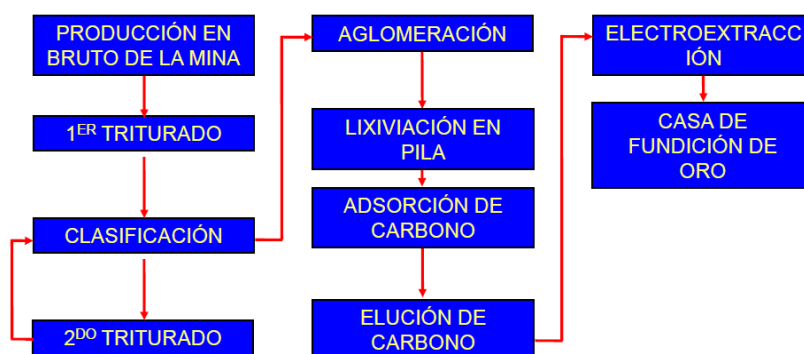 PRODUCCIÓN EN
BRUTO DE LA MINA
1ER TRITURADO
CLASIFICACIÓN
2DO TRITURADO
AGLOMERACIÓN
LIXIVIACIÓN EN
PILA
ADSORCIÓN DE
CARBONO
ELUCIÓN DE
CARBONO
ELECTROEXTRACC
IÓN
CASA DE
FUNDICIÓN DE
ORO